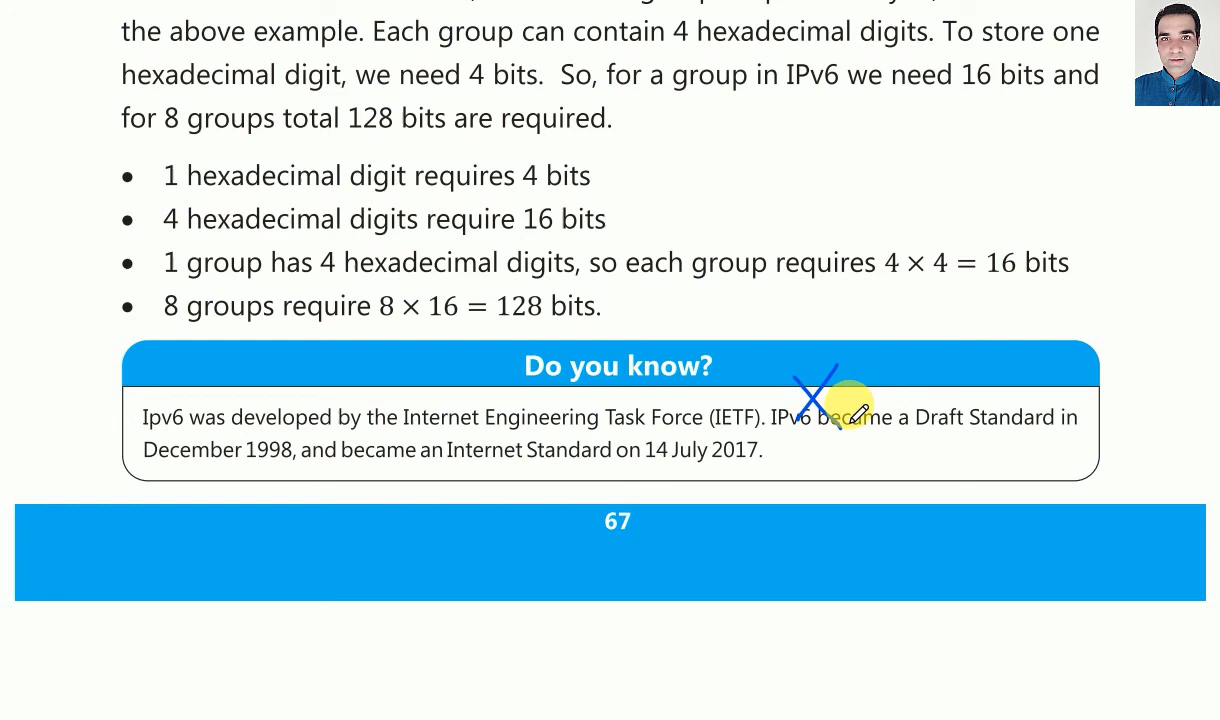 the above example. Each group can contain 4 hexadecimal digits. To store one
hexadecimal digit, we need 4 bits. So, for a group in IPv6 we need 16 bits and
for 8 groups total 128 bits are required.
• 1 hexadecimal digit requires 4 bits
• 4 hexadecimal digits require 16 bits
• 1 group has 4 hexadecimal digits, so each group requires 4 × 4 = 16 bits
• 8 groups require 8 × 16 = 128 bits.
Do you know?
Ipv6 was developed by the Internet Engineering Task Force (IETF). IPv6 became a Draft Standard in
December 1998, and became an Internet Standard on 14 July 2017.
67